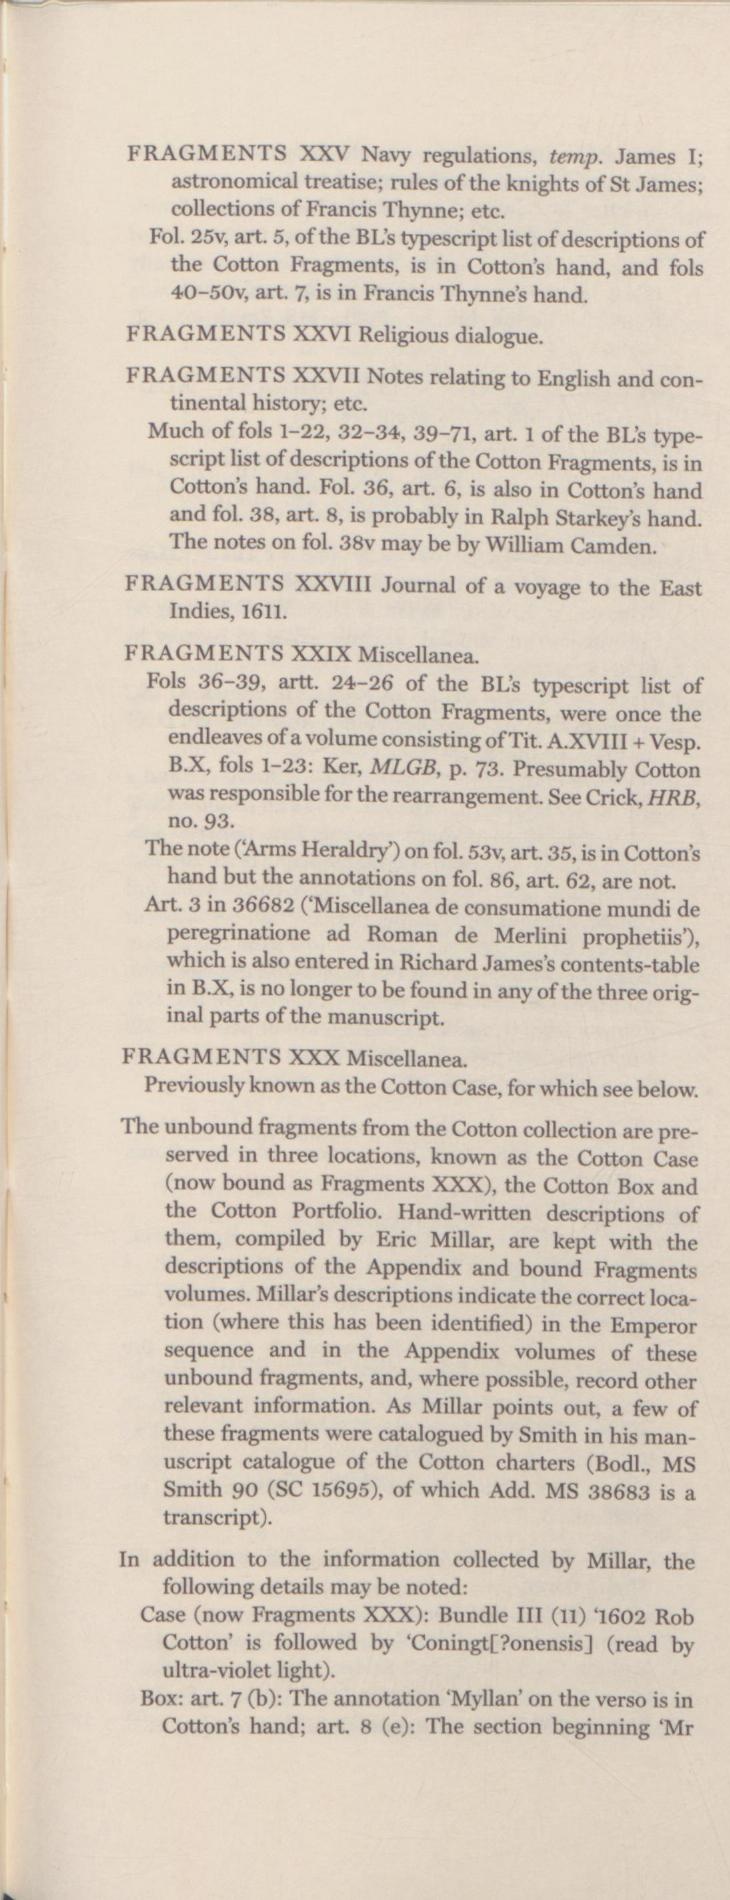 FRAGMENTS XXV Navy regulations, temp. James I;
astronomical treatise; rules of the knights of St James;
collections of Francis Thynne; etc.
Fol. 25v, art. 5, of the BL's typescript list of descriptions of
the Cotton Fragments, is in Cotton's hand, and fols
40–50v, art. 7, is in Francis Thynne's hand.
FRAGMENTS XXVI Religious dialogue.
FRAGMENTS XXVII Notes relating to English and con-
tinental history; etc.
Much of fols 1–22, 32–34, 39–71, art. 1 of the BL's type-
script list of descriptions of the Cotton Fragments, is in
Cotton's hand. Fol. 36, art. 6, is also in Cotton's hand
and fol. 38, art. 8, is probably in Ralph Starkey's hand.
The notes on fol. 38v may be by William Camden.
FRAGMENTS XXVIII Journal of a voyage to the East
Indies, 1611.
FRAGMENTS XXIX Miscellanea.
Fols 36–39, artt. 24–26 of the BL's typescript list of
descriptions of the Cotton Fragments, were once the
endleaves of a volume consisting of Tit. A.XVIII + Vesp.
B.X, fols 1–23: Ker, MLGB, p. 73. Presumably Cotton
was responsible for the rearrangement. See Crick, HRB,
no. 93.
The note ('Arms Heraldry') on fol. 53v, art. 35, is in Cotton's
hand but the annotations on fol. 86, art. 62, are not.
Art. 3 in 36682 ('Miscellanea de consumatione mundi de
peregrinatione ad Roman de Merlini prophetiis'),
which is also entered in Richard James's contents-table
in B.X, is no longer to be found in any of the three orig-
inal parts of the manuscript.
FRAGMENTS XXX Miscellanea.
Previously known as the Cotton Case, for which see below.
The unbound fragments from the Cotton collection are pre-
served in three locations, known as the Cotton Case
(now bound as Fragments XXX), the Cotton Box and
the Cotton Portfolio. Hand-written descriptions of
them, compiled by Eric Millar, are kept with the
descriptions of the Appendix and bound Fragments
volumes. Millar's descriptions indicate the correct loca-
tion (where this has been identified) in the Emperor
sequence and in the Appendix volumes of these
unbound fragments, and, where possible, record other
relevant information. As Millar points out, a few of
these fragments were catalogued by Smith in his man-
uscript catalogue of the Cotton charters (Bodl., MS
Smith 90 (SC 15695), of which Add. MS 38683 is a
transcript).
In addition to the information collected by Millar, the
following details may be noted:
Case (now Fragments XXX): Bundle III (11) '1602 Rob
Cotton' is followed by 'Coningt[?onensis] (read by
ultra-violet light).
Box: art. 7 (b): The annotation 'Myllan' on the verso is in
Cotton's hand; art. 8 (e): The section beginning 'Mr